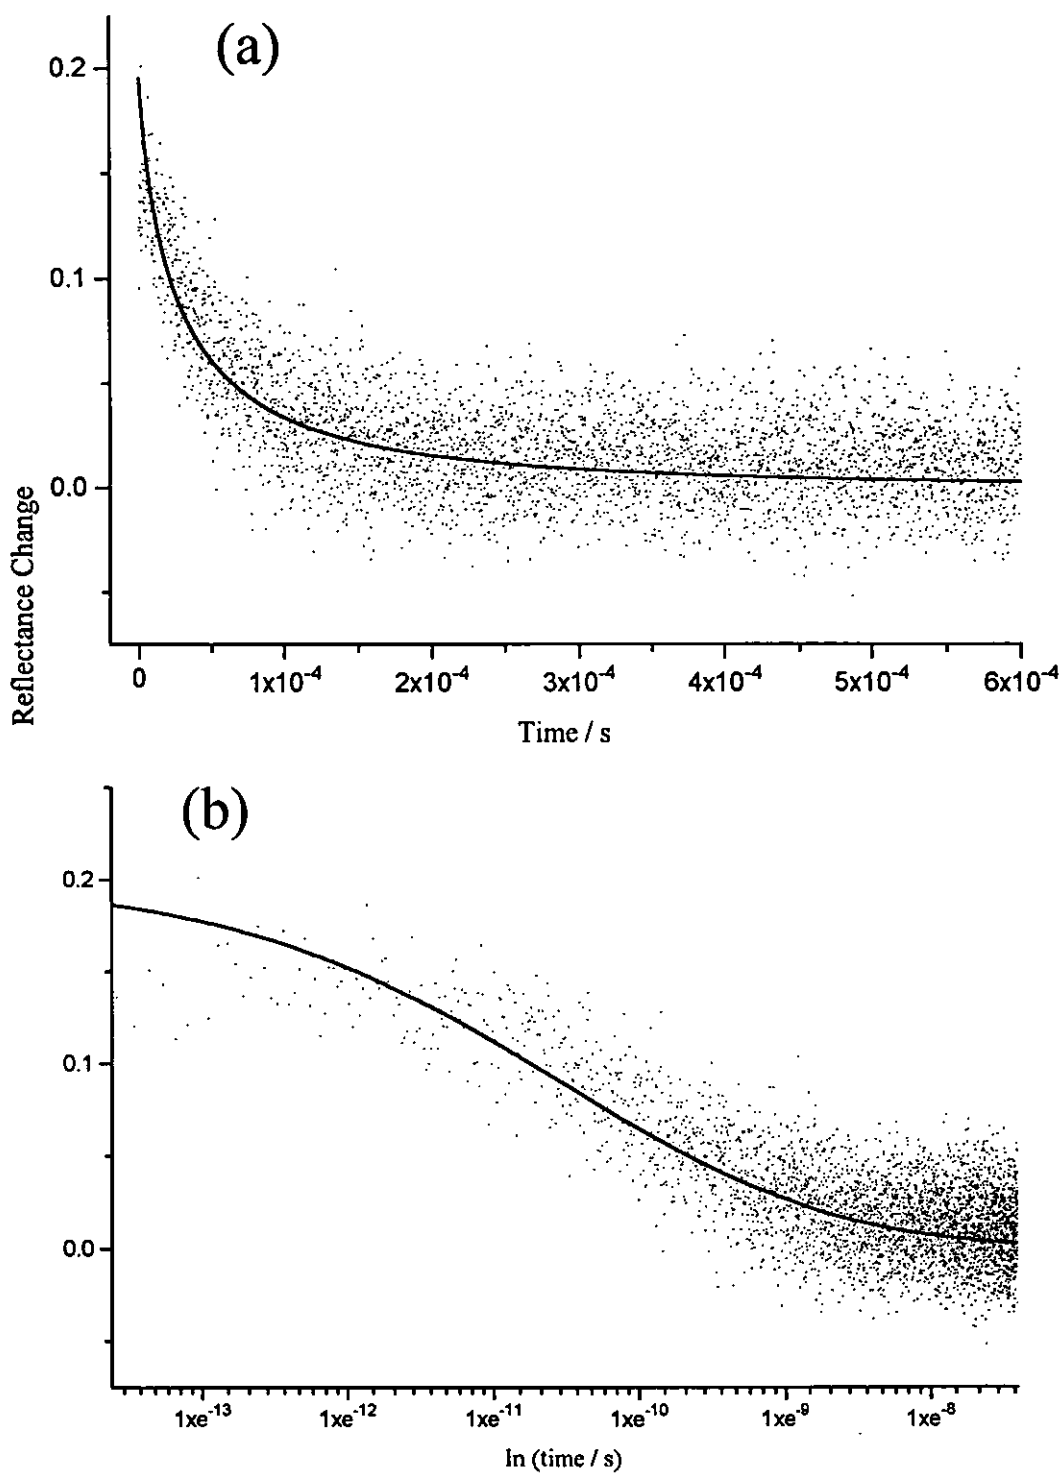 (a)
0.2
0.1
0.0
0
1x10-4
2x10-4
3x10-4
4x10-4
5x10-4
6x10-4
Time / s
Reflectance Change
(b)
0.2
0.1
0.0
1xe-13
1xe-12
1xe-11
1xe-10
1xe-9
1xe-8
ln (time / s)